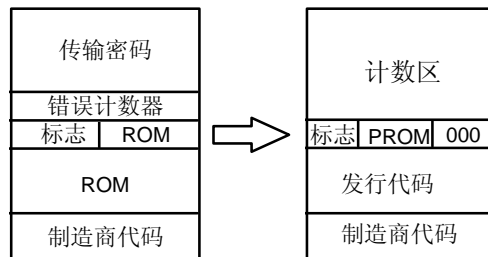 传输密码
错误计数器
标志 ROM
ROM
制造商代码
计数区
标志 PROM 000
发行代码
制造商代码